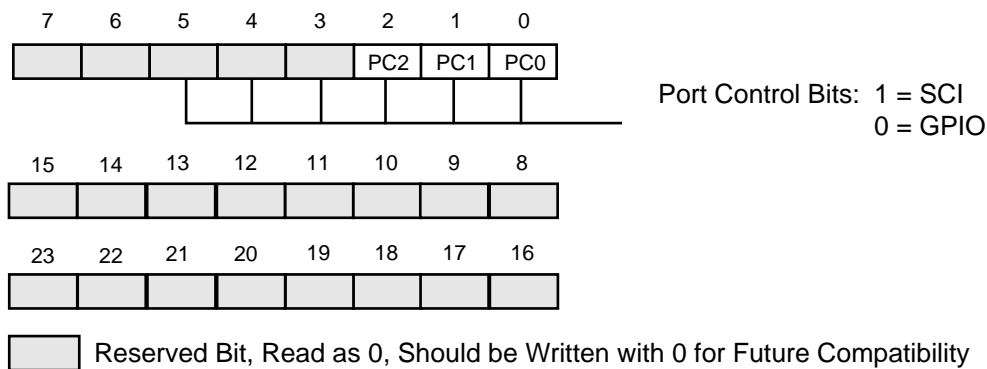 7 6 5 4 3 2 1 0
PC2 PC1 PC0
Port Control Bits: 1 = SCI
0 = GPIO
15 14 13 12 11 10 9 8
23 22 21 20 19 18 17 16
Reserved Bit, Read as 0, Should be Written with 0 for Future Compatibility